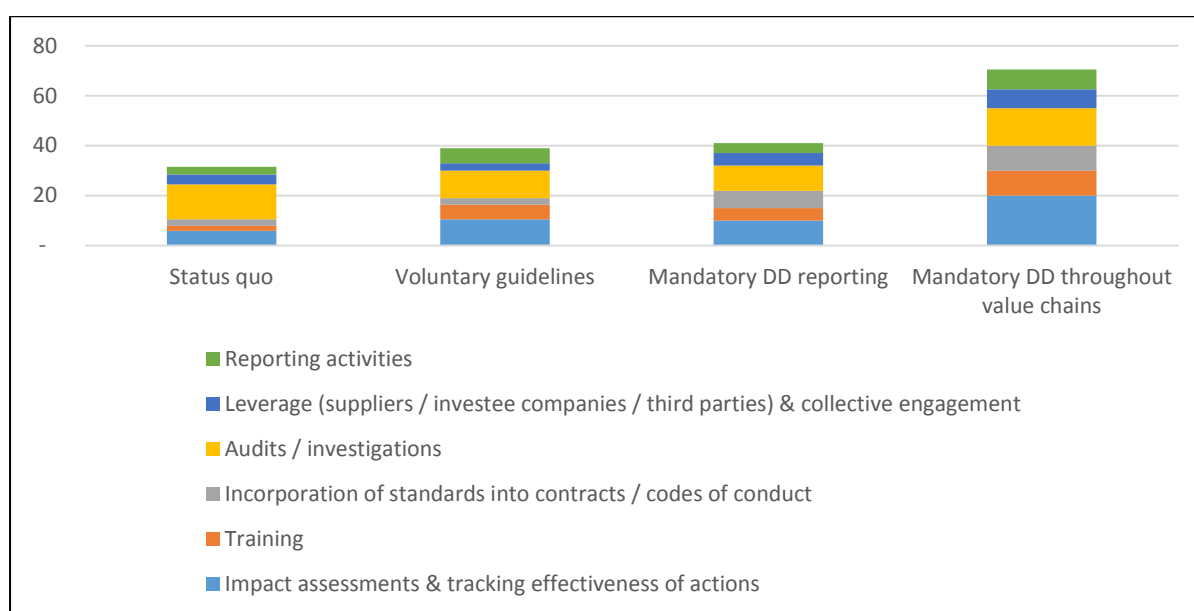 80
60
40
20
-
Status quo
Voluntary guidelines
Mandatory DD reporting
Mandatory DD throughout
value chains
Reporting activities
Leverage (suppliers / investee companies / third parties) & collective engagement
Audits / investigations
Incorporation of standards into contracts / codes of conduct
Training
Impact assessments & tracking effectiveness of actions